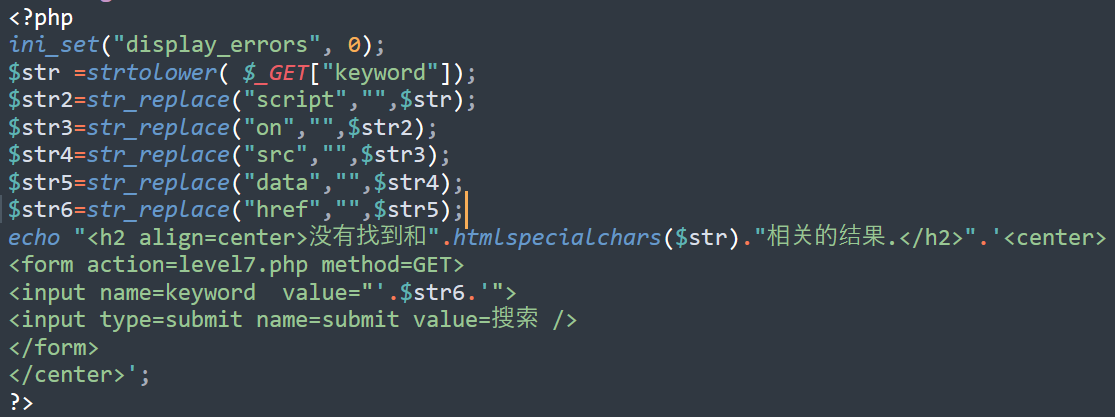 <?php
ini_set("display_errors", 0);
$str =strtolower( $_GET["keyword"]);
$str2=str_replace("script","",$str);
$str3=str_replace("on","",$str2);
$str4=str_replace("src","",$str3);
$str5=str_replace("data","",$str4);
$str6=str_replace("href","",$str5);
echo "<h2 align=center>没有找到和".htmlspecialchars($str)."相关的结果.</h2>".'<center>
<form action=level7.php method=GET>
<input name=keyword  value="'.$str6.'">
<input type=submit name=submit value=搜索 />
</form>
</center>';
?>